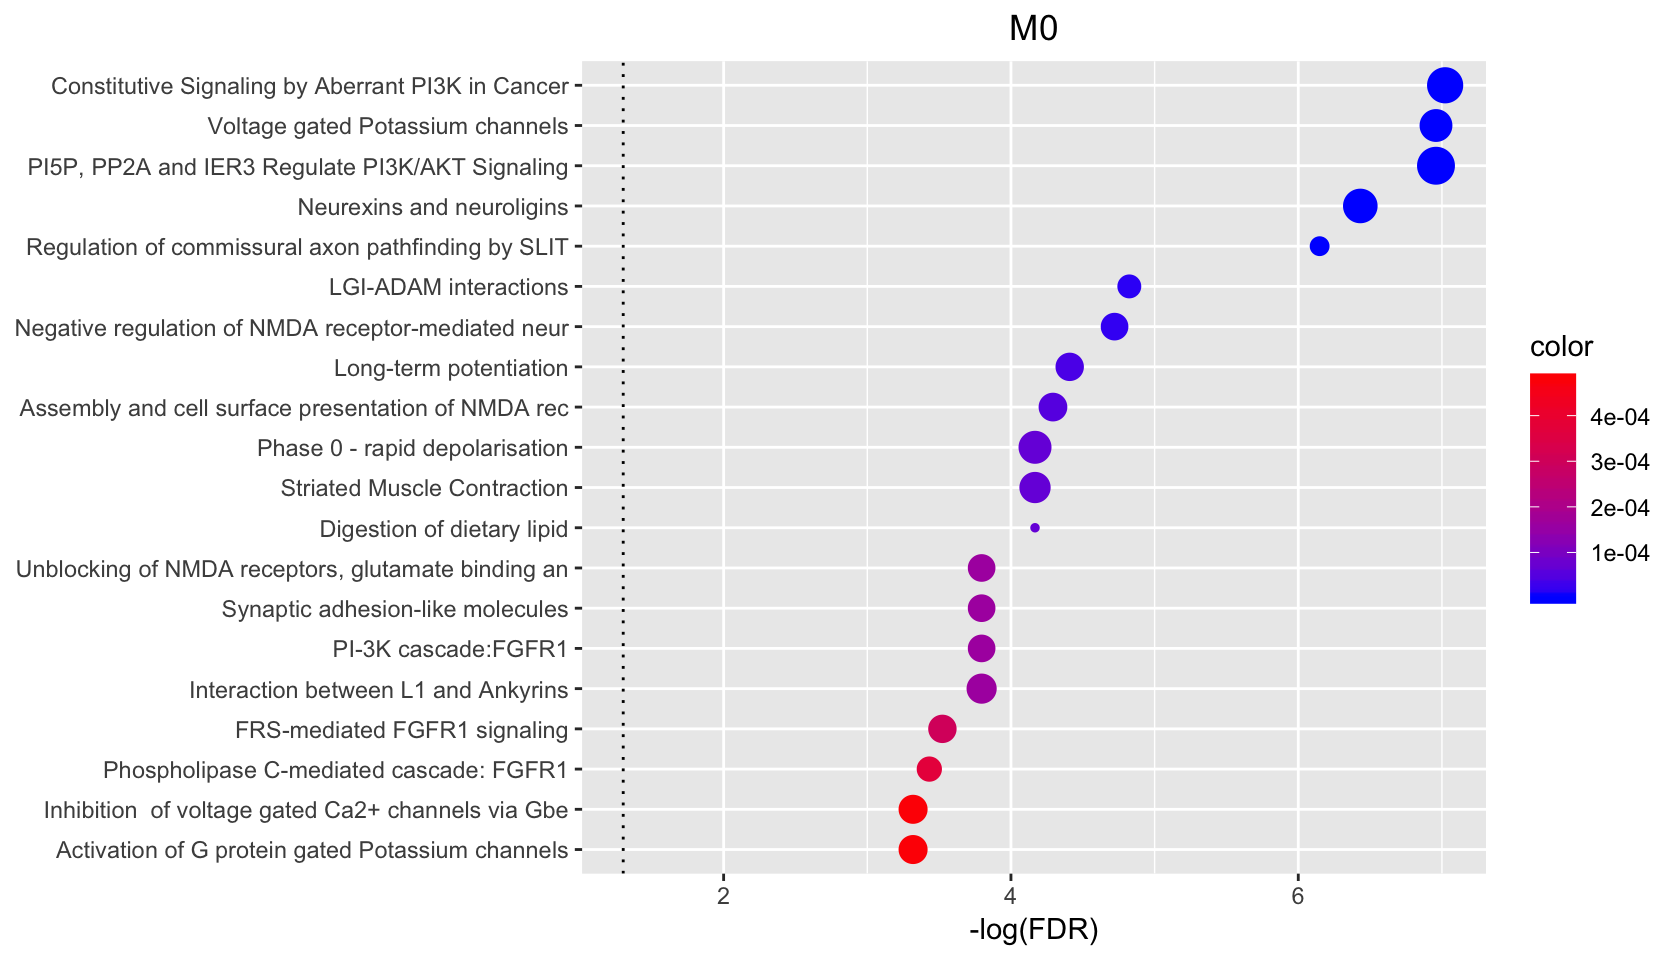 M0
Constitutive Signaling by Aberrant PI3K in Cancer
Voltage gated Potassium channels
PI5P, PP2A and IER3 Regulate PI3K/AKT Signaling
Neurexins and neuroligins
Regulation of commissural axon pathfinding by SLIT
LGI-ADAM interactions
Negative regulation of NMDA receptor-mediated neur
Long-term potentiation
Assembly and cell surface presentation of NMDA rec
Phase 0 - rapid depolarisation
Striated Muscle Contraction
Digestion of dietary lipid
Unblocking of NMDA receptors, glutamate binding an
Synaptic adhesion-like molecules
PI-3K cascade:FGFR1
Interaction between L1 and Ankyrins
FRS-mediated FGFR1 signaling
Phospholipase C-mediated cascade: FGFR1
Inhibition  of voltage gated Ca2+ channels via Gbe
Activation of G protein gated Potassium channels
2 4 6
-log(FDR)
color
4e-04
3e-04
2e-04
1e-04